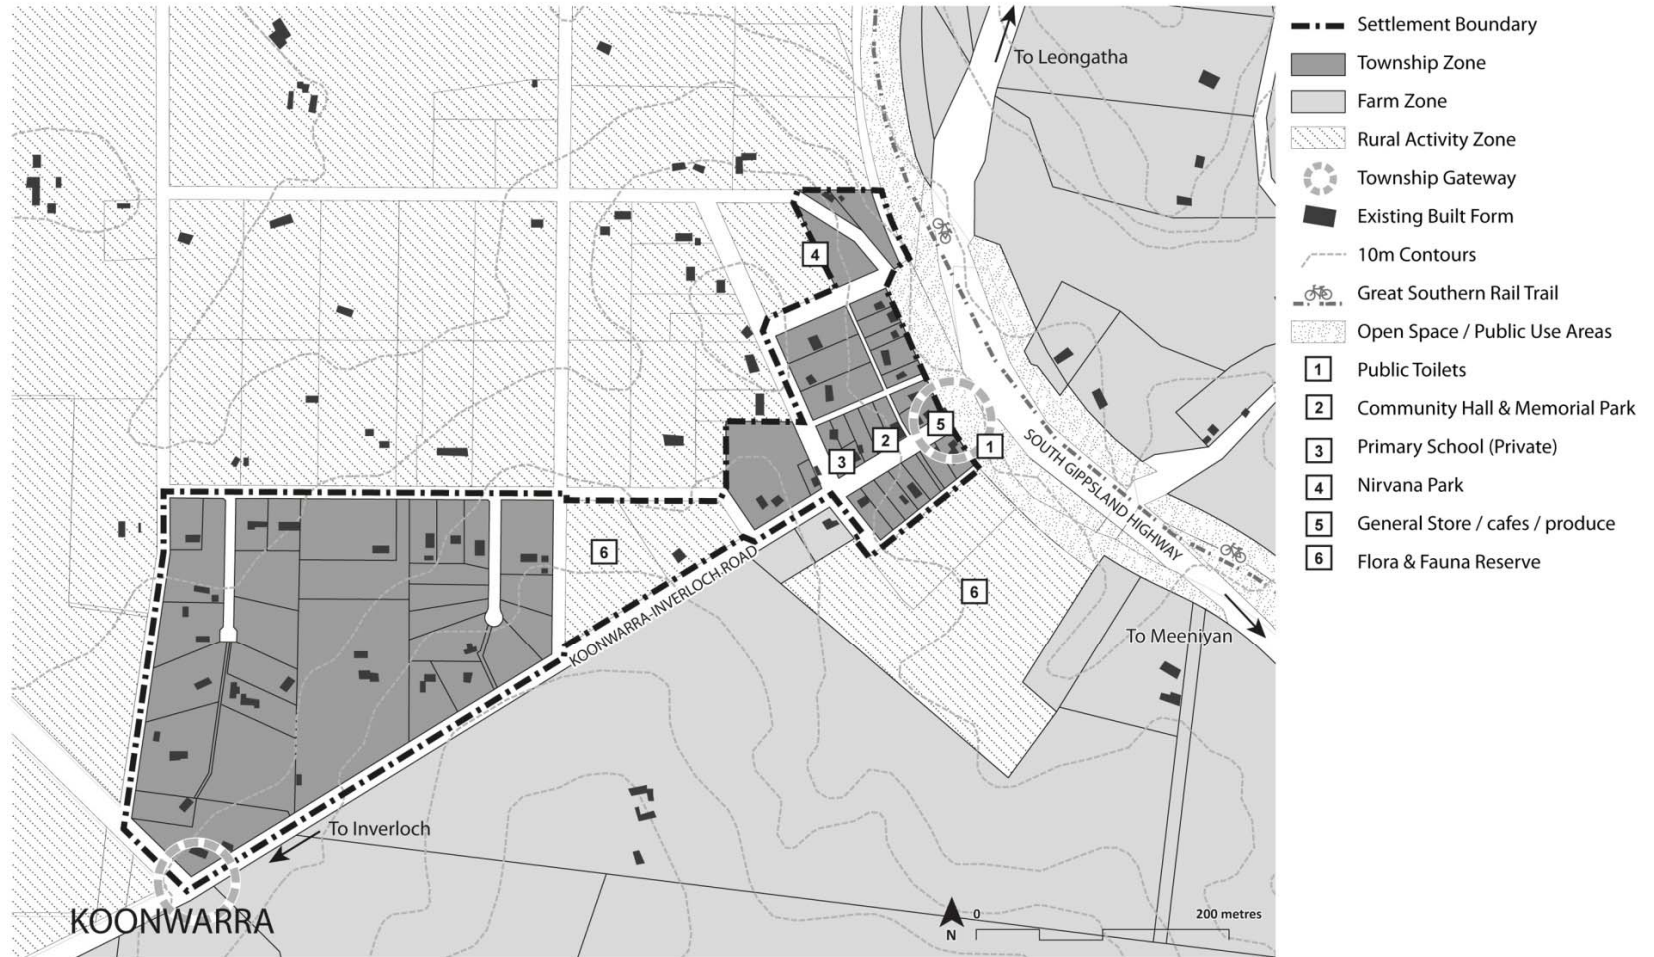 To Leongatha
4
5
2
1
3
SOUTH GIPPSLAND HIGHWAY
6
KOONWARRA-INVERLOCH ROAD
6
To Meeniyan
To Inverloch
KOONWARRA
N
0
200 metres
Settlement Boundary
Township Zone
Farm Zone
Rural Activity Zone
Township Gateway
Existing Built Form
10m Contours
Great Southern Rail Trail
Open Space / Public Use Areas
1 Public Toilets
2 Community Hall & Memorial Park
3 Primary School (Private)
4 Nirvana Park
5 General Store / cafes / produce
6 Flora & Fauna Reserve